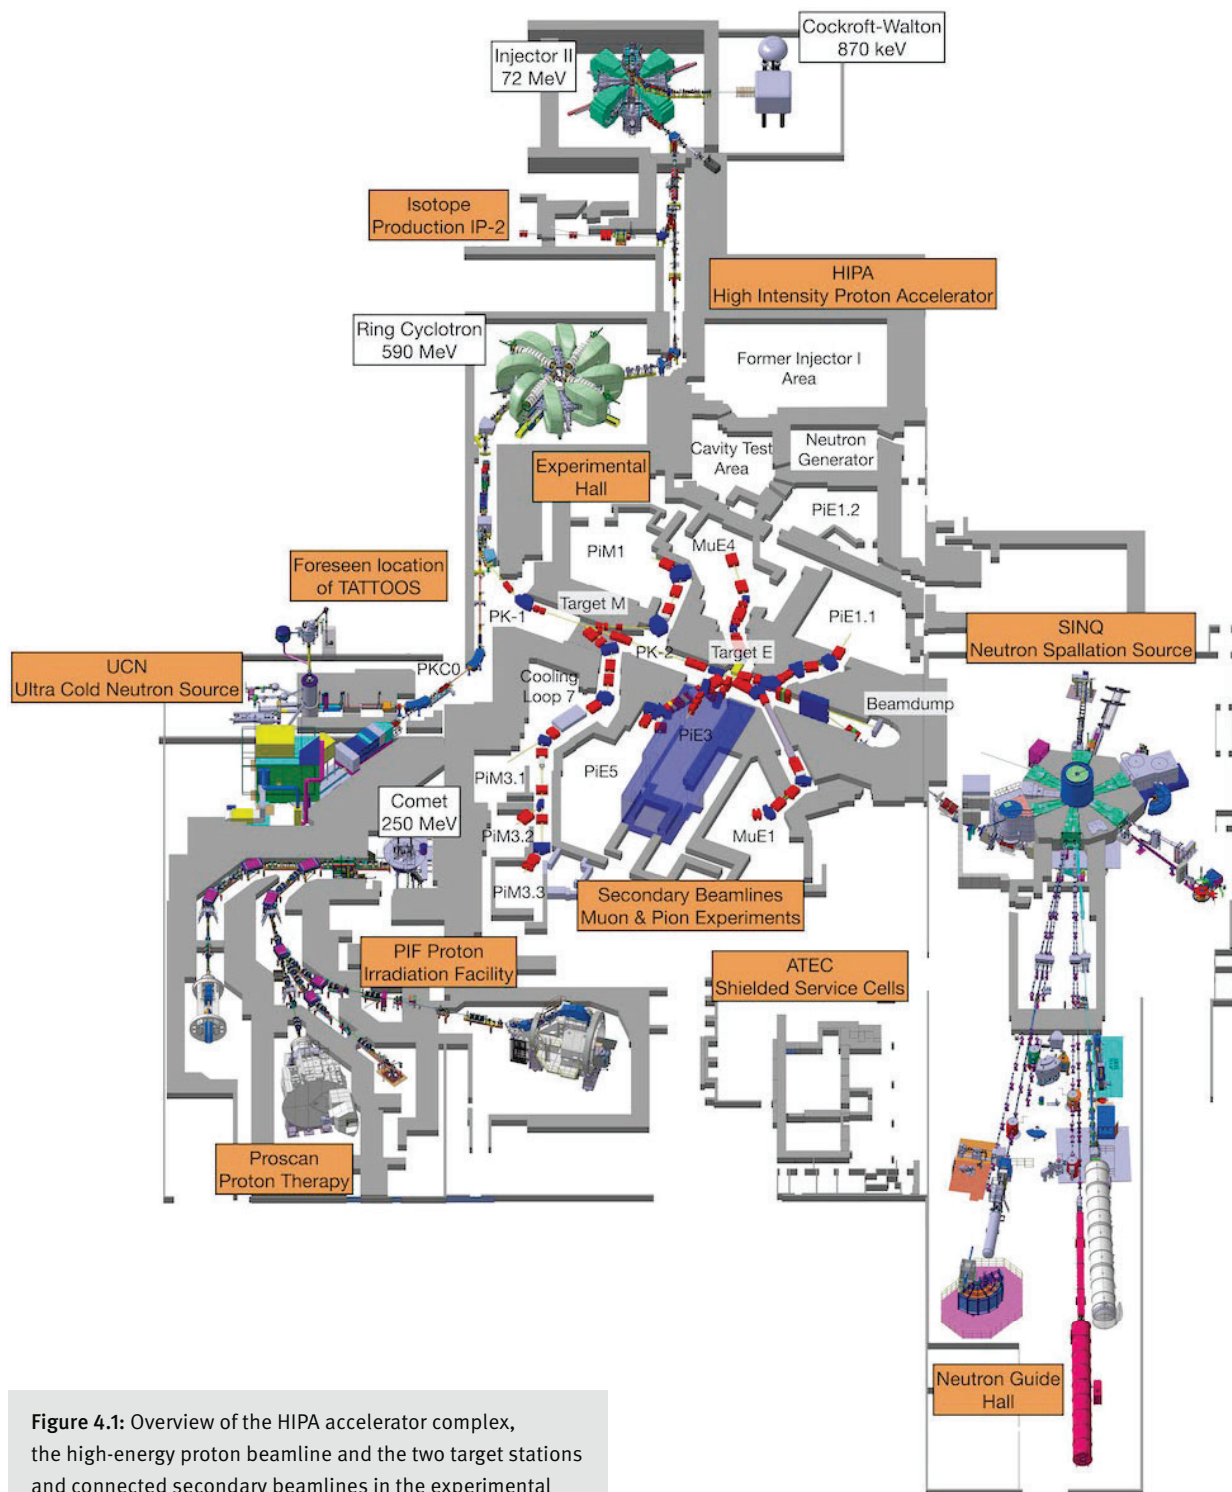 Cockroft-Walton
870 keV
Injector II
72 MeV
Isotope
Production IP-2
HIPA
High Intensity Proton Accelerator
Ring Cyclotron
590 MeV
Former Injector I
Area
Cavity Test
Area
Neutron
Generator
Experimental
Hall
PiE1.2
PiM1
MuE4
Foreseen location
of TATTOOS
Target M
PK-1
PiE1.1
SINQ
Neutron Spallation Source
PK-2
Target E
UCN
Ultra Cold Neutron Source
PKC0
Cooling
Loop 7
Beamdump
PiE3
PiE5
PiM3.1
Comet
250 MeV
PiM3.2
MuE1
PiM3.3
Secondary Beamlines
Muon & Pion Experiments
PIF Proton
Irradiation Facility
ATEC
Shielded Service Cells
Proscan
Proton Therapy
Neutron Guide
Hall
Figure 4.1: Overview of the HIPA accelerator complex,
the high-energy proton beamline and the two target stations
and connected secondary beamlines in the experimental